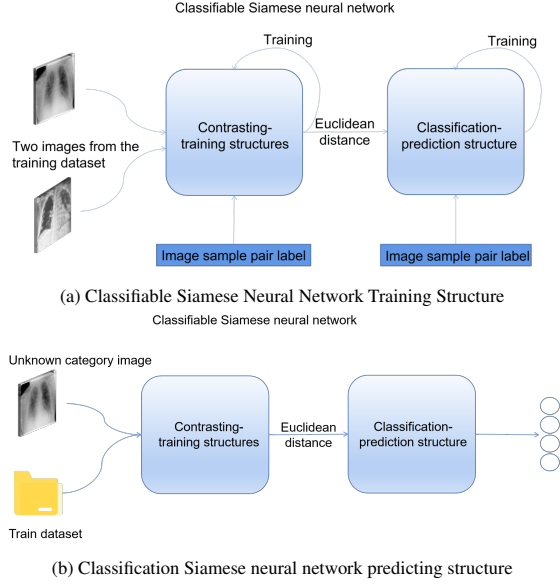 Classifiable Siamese neural network
Training
Training
Two images from the
training dataset
Contrasting-
training structures
Euclidean
distance
Classification-
prediction structure
Image sample pair label
Image sample pair label
(a) Classifiable Siamese Neural Network Training Structure
Classifiable Siamese neural network
Unknown category image
Contrasting-
training structures
Euclidean
distance
Classification-
prediction structure
Train dataset
(b) Classification Siamese neural network predicting structure